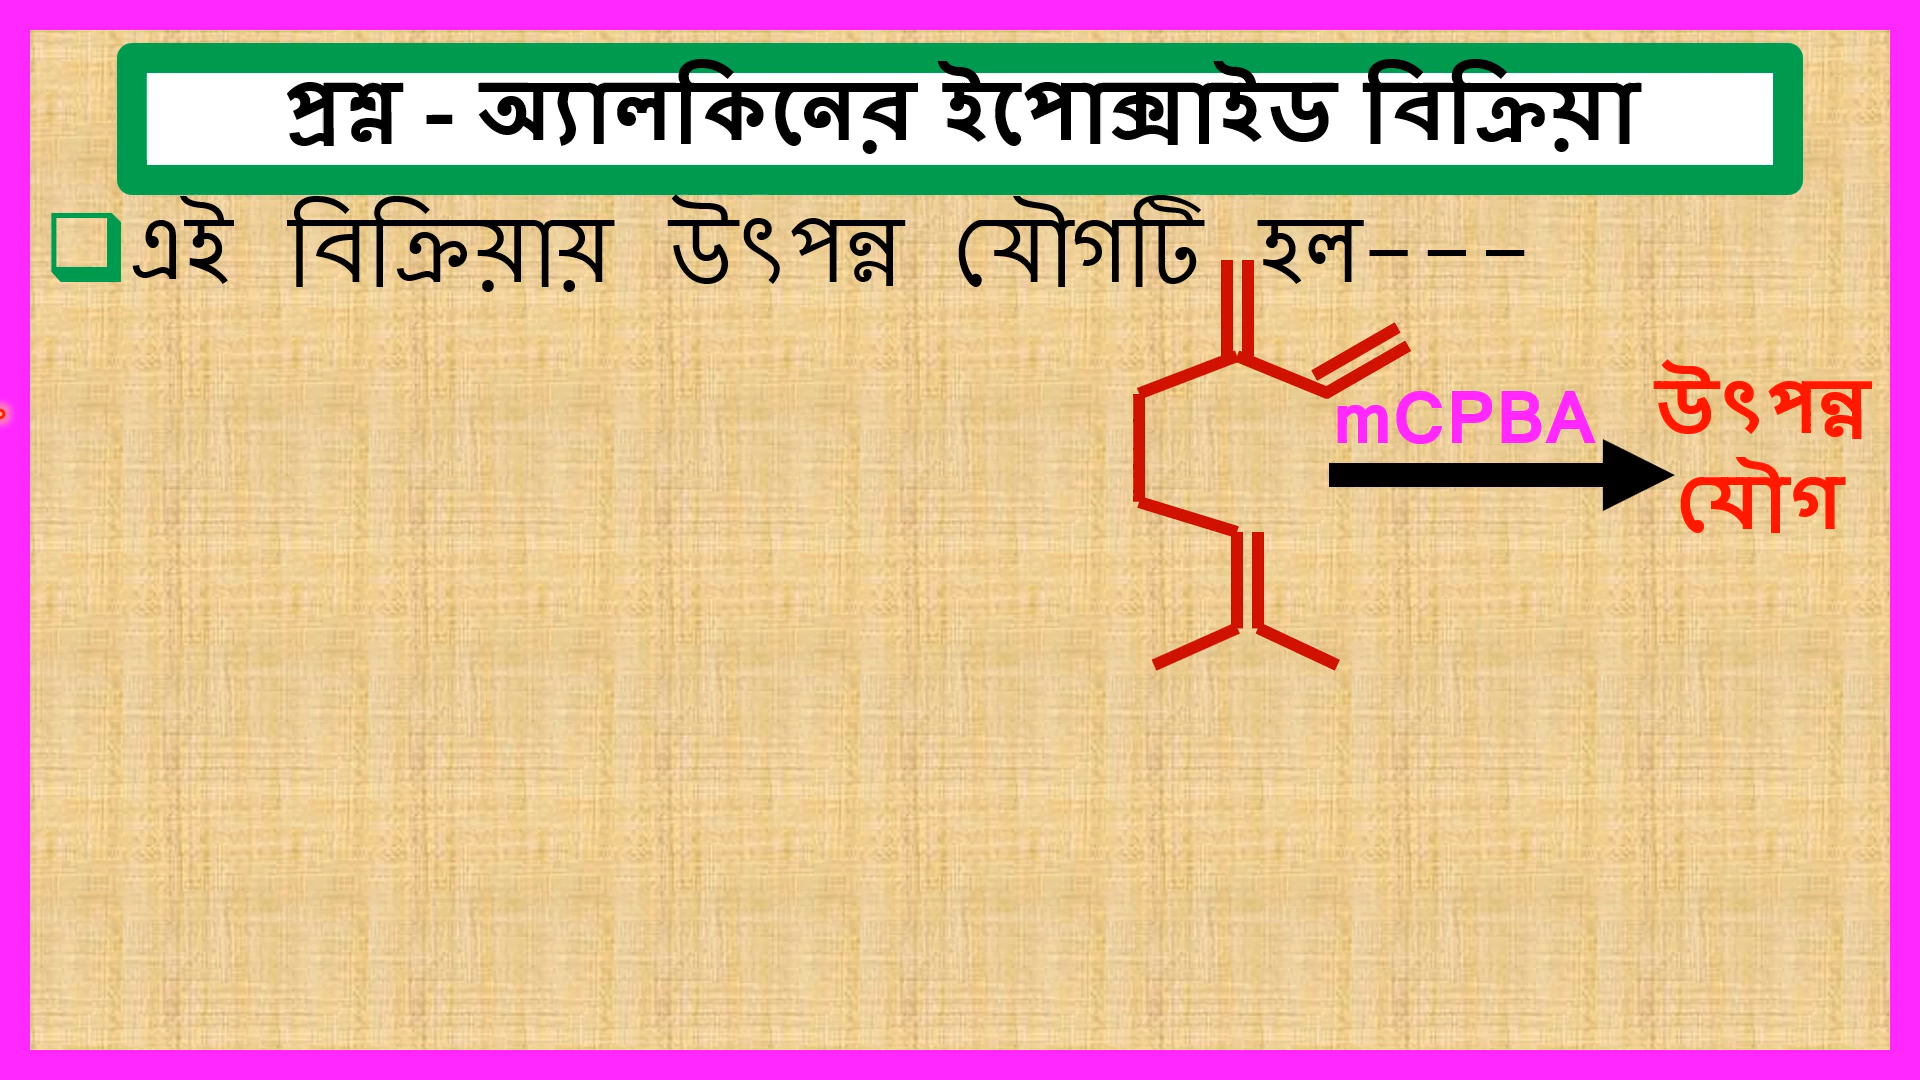 প্রশ্ন - অ্যালকিনের ইপোক্সাইড বিক্রিয়া
এই বিক্রিয়ায় উৎপন্ন যৌগটি হল–––
mCPBA
উৎপন্ন
যৌগ